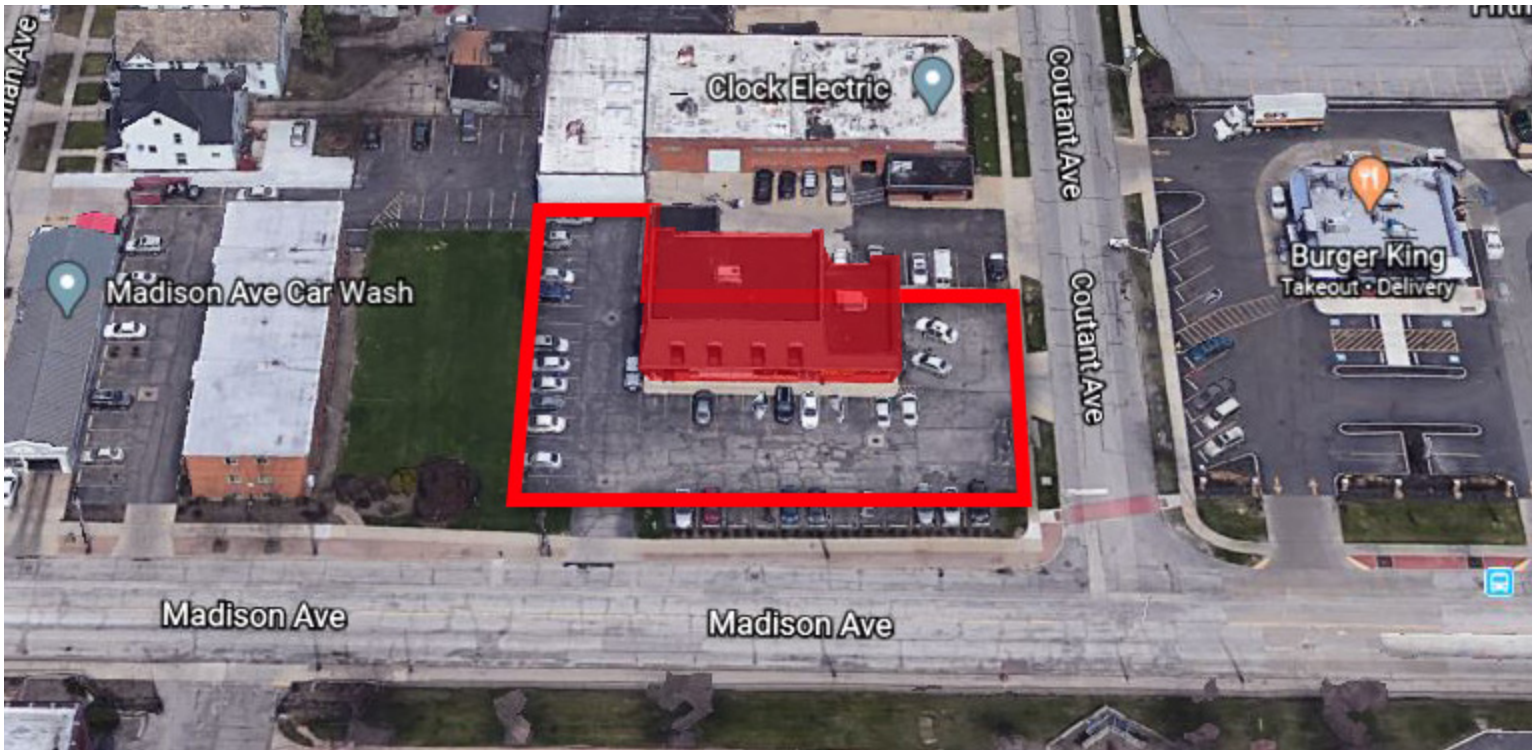 Clock Electric
Coutant Ave
Burger King
Takeout • Delivery
Madison Ave Car Wash
Coutant Ave
Madison Ave
Madison Ave